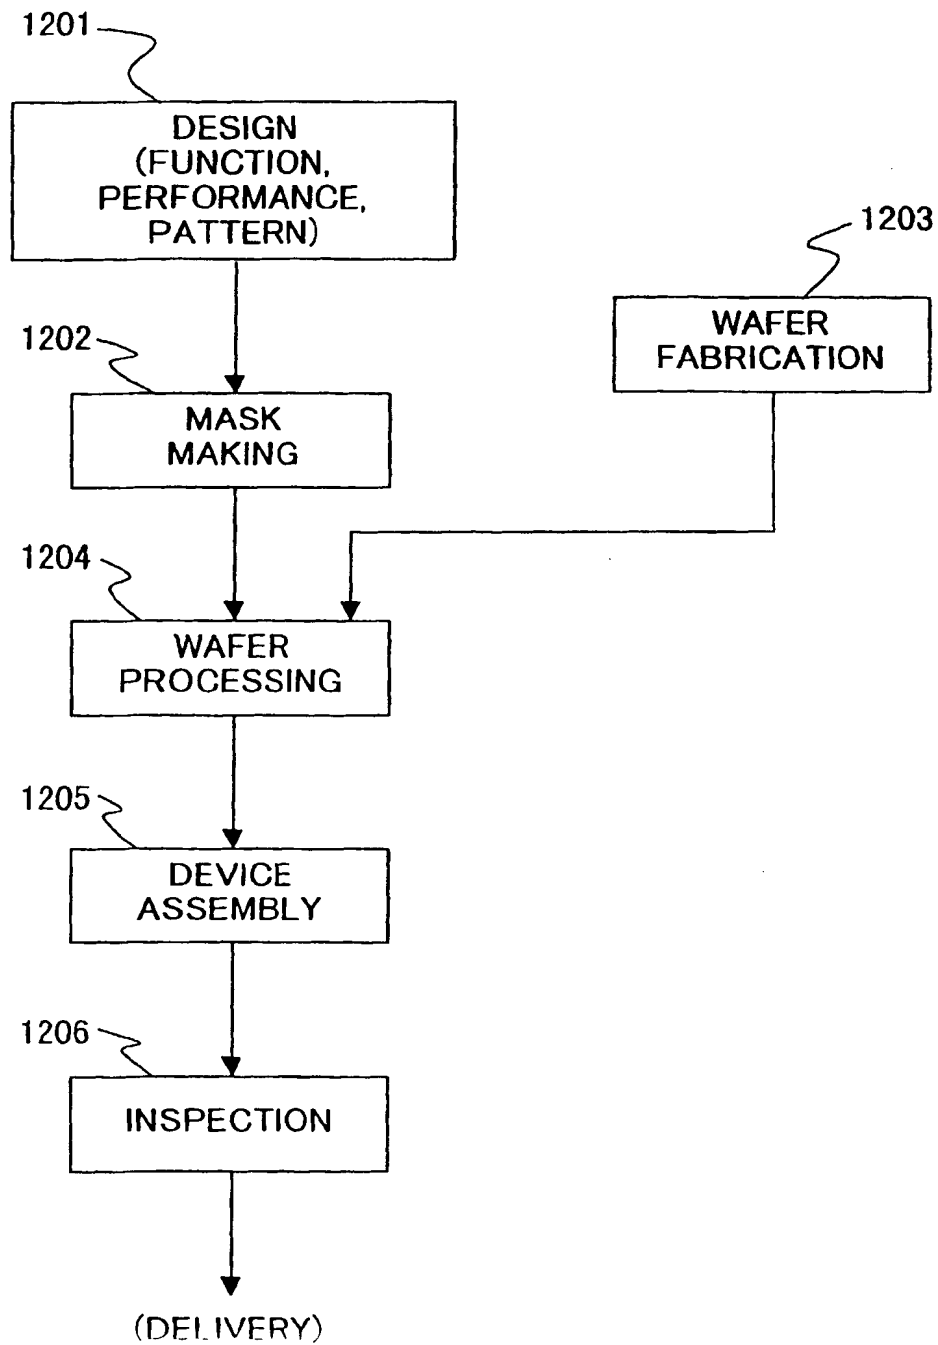 1201
DESIGN
(FUNCTION,
PERFORMANCE,
PATTERN)
1203
WAFER
FABRICATION
1202
MASK
MAKING
1204
WAFER
PROCESSING
1205
DEVICE
ASSEMBLY
1206
INSPECTION
(DELIVERY)